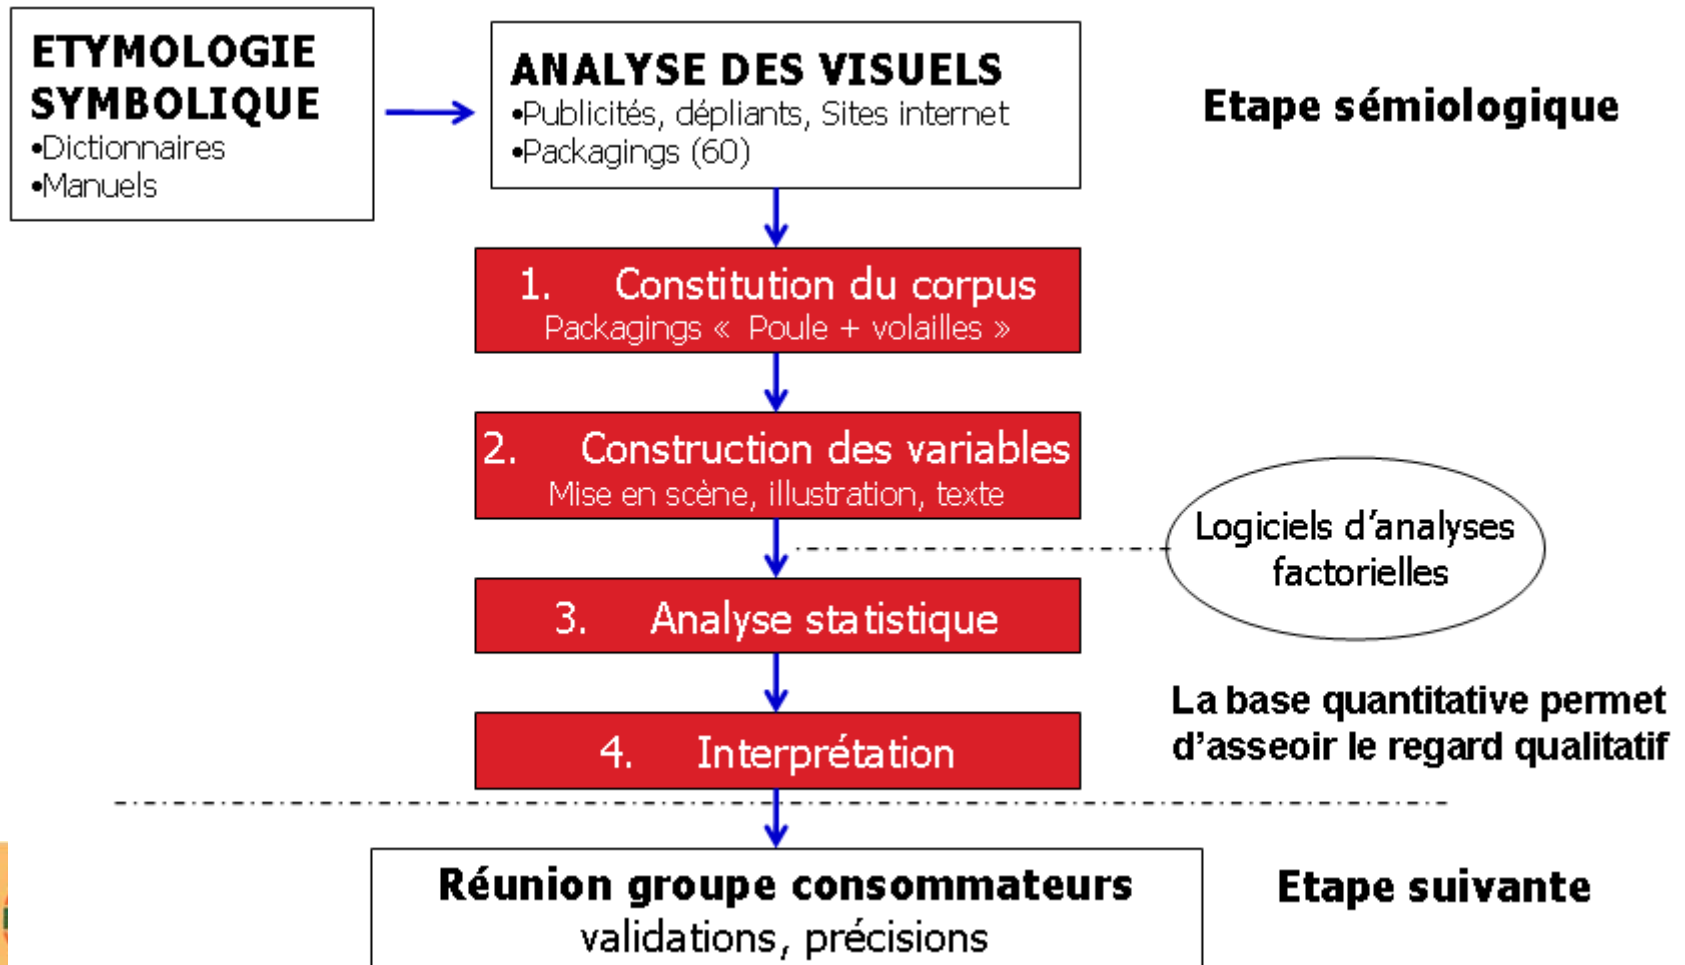 ETYMOLOGIE
SYMBOLIQUE
•Dictionnaires
•Manuels
ANALYSE DES VISUELS
•Publicités, dépliants, Sites internet
•Packagings (60)
Etape sémiologique
1. Constitution du corpus
Packagings « Poule + volailles »
2. Construction des variables
Mise en scène, illustration, texte
Logiciels d'analyses
factorielles
3. Analyse statistique
4. Interprétation
La base quantitative permet
d'asseoir le regard qualitatif
Réunion groupe consommateurs
validations, précisions
Etape suivante